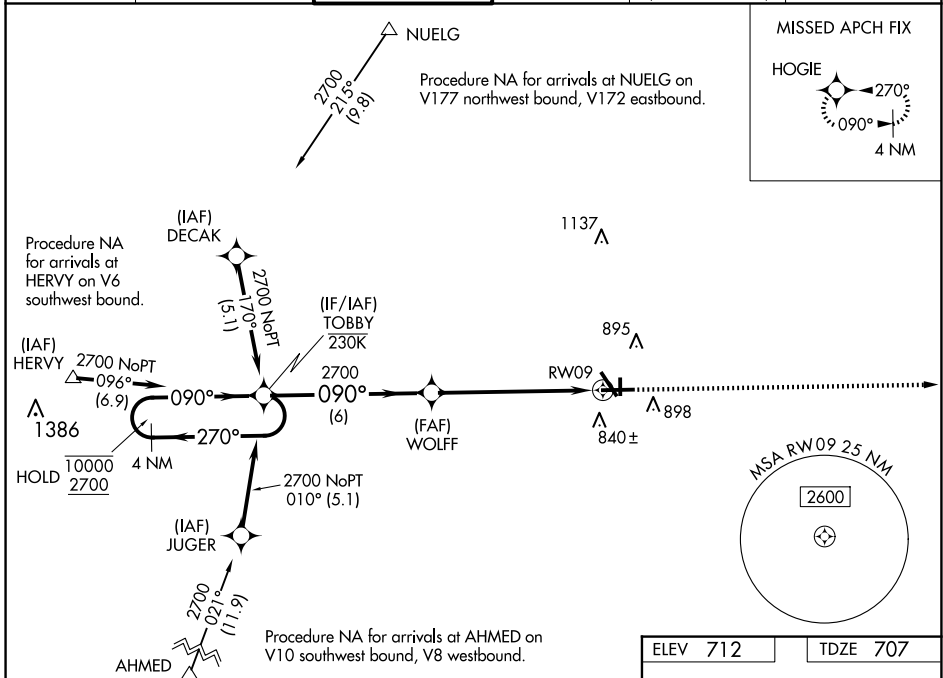 NUELG
2700
215°
(9.8)
Procedure NA for arrivals at NUELG on
V177 northwest bound, V172 eastbound.
MISSED APCH FIX
HOGIE
270°
090°
4 NM
(IAF)
DECAK
2700 NoPT
170°
(5.1)
Procedure NA
for arrivals at
HERVY on V6
southwest bound.
1137
(IF/IAF)
TOBBY
230K
895
(IAF)
HERVY
2700 NoPT
096°
(6.9)
090°
2700
090°
(6)
RW09
1386
270°
(FAF)
WOLFF
840±
898
HOLD
10000
2700
4 NM
2700 NoPT
010° (5.1)
(IAF)
JUGER
MSA RW09 25 NM
2600
2700
021°
(11.9)
AHMED
Procedure NA for arrivals at AHMED on
V10 southwest bound, V8 westbound.
ELEV 712
TDZE 707